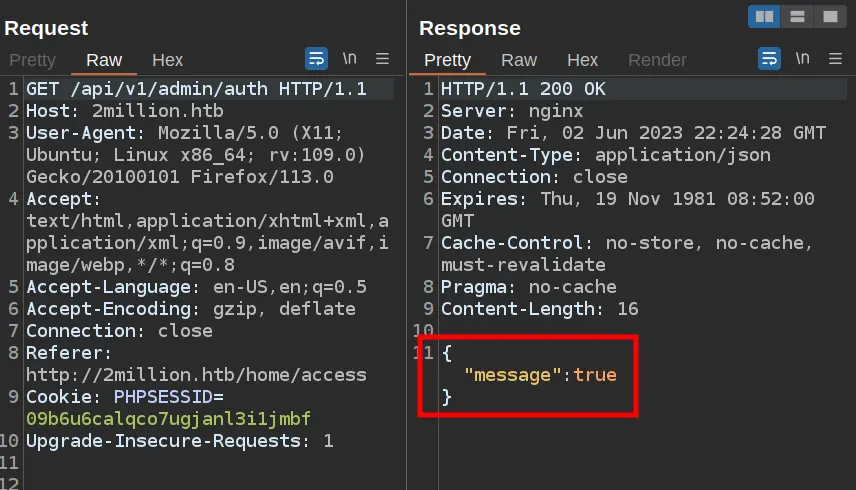 Request
Pretty Raw Hex \n
1 GET /api/v1/admin/auth HTTP/1.1
2 Host: 2million.htb
3 User-Agent: Mozilla/5.0 (X11;
Ubuntu; Linux x86_64; rv:109.0)
Gecko/20100101 Firefox/113.0
4 Accept:
text/html,application/xhtml+xml,a
pplication/xml;q=0.9,image/avif,i
mage/webp,*/*;q=0.8
5 Accept-Language: en-US,en;q=0.5
6 Accept-Encoding: gzip, deflate
7 Connection: close
8 Referer:
http://2million.htb/home/access
9 Cookie: PHPSESSID=
09b6u6calqco7ugjanl3i1jmbf
10 Upgrade-Insecure-Requests: 1
11
12
Response
Pretty Raw Hex Render \n
1 HTTP/1.1 200 OK
2 Server: nginx
3 Date: Fri, 02 Jun 2023 22:24:28 GMT
4 Content-Type: application/json
5 Connection: close
6 Expires: Thu, 19 Nov 1981 08:52:00
GMT
7 Cache-Control: no-store, no-cache,
must-revalidate
8 Pragma: no-cache
9 Content-Length: 16
10
11 {
"message":true
}